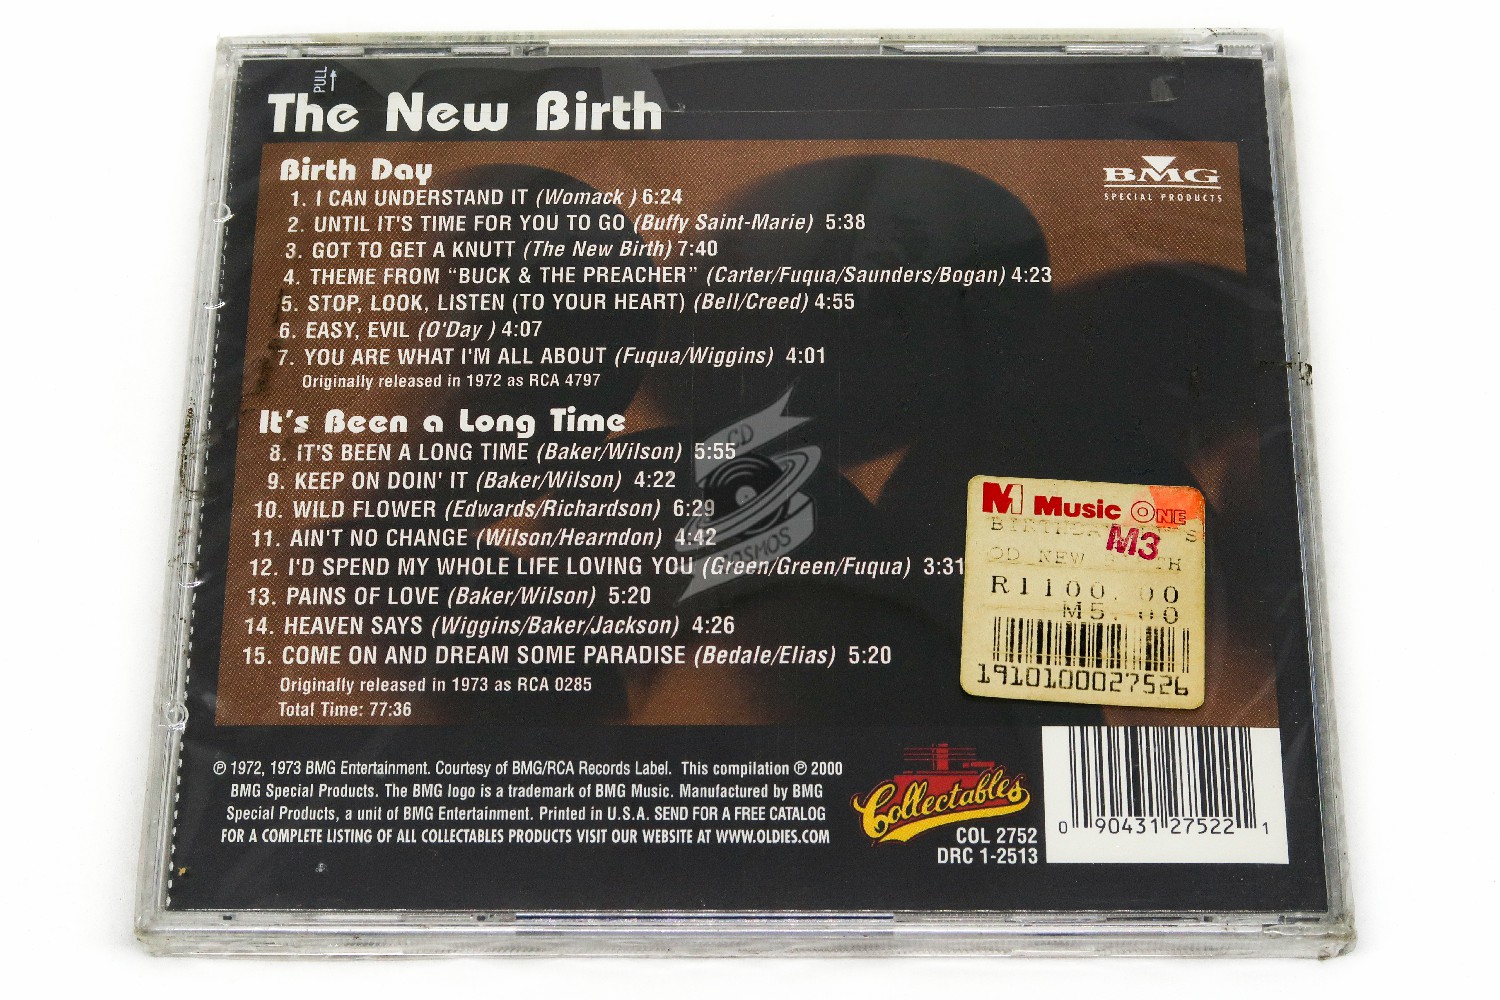 PULL
The New Birth
Birth Day
1. I CAN UNDERSTAND IT (Womack ) 6:24
2. UNTIL IT'S TIME FOR YOU TO GO (Buffy Saint-Marie) 5:38
3. GOT TO GET A KNUTT (The New Birth) 7:40
4. THEME FROM “BUCK & THE PREACHER” (Carter/Fuqua/Saunders/Bogan) 4:23
5. STOP, LOOK, LISTEN (TO YOUR HEART) (Bell/Creed) 4:55
6. EASY, EVIL (O'Day ) 4:07
7. YOU ARE WHAT I'M ALL ABOUT (Fuqua/Wiggins) 4:01
Originally released in 1972 as RCA 4797
BMG
SPECIAL PRODUCTS
It's Been a Long Time
8. IT'S BEEN A LONG TIME (Baker/Wilson) 5:55
9. KEEP ON DOIN' IT (Baker/Wilson) 4:22
10. WILD FLOWER (Edwards/Richardson) 6:29
11. AIN'T NO CHANGE (Wilson/Hearndon) 4:42
12. I'D SPEND MY WHOLE LIFE LOVING YOU (Green/Green/Fuqua) 3:31
13. PAINS OF LOVE (Baker/Wilson) 5:20
14. HEAVEN SAYS (Wiggins/Baker/Jackson) 4:26
15. COME ON AND DREAM SOME PARADISE (Bedale/Elias) 5:20
Originally released in 1973 as RCA 0285
Total Time: 77:36
CD
COSMOS
M1 Music ONE
M3
CD NEW
R1100.00
M5.00
1910100027526
℗ 1972, 1973 BMG Entertainment. Courtesy of BMG/RCA Records Label. This compilation ℗ 2000
BMG Special Products. The BMG logo is a trademark of BMG Music. Manufactured by BMG
Special Products, a unit of BMG Entertainment. Printed in U.S.A. SEND FOR A FREE CATALOG
FOR A COMPLETE LISTING OF ALL COLLECTABLES PRODUCTS VISIT OUR WEBSITE AT WWW.OLDIES.COM
Collectables
COL 2752
DRC 1-2513
0 90431 27522 1